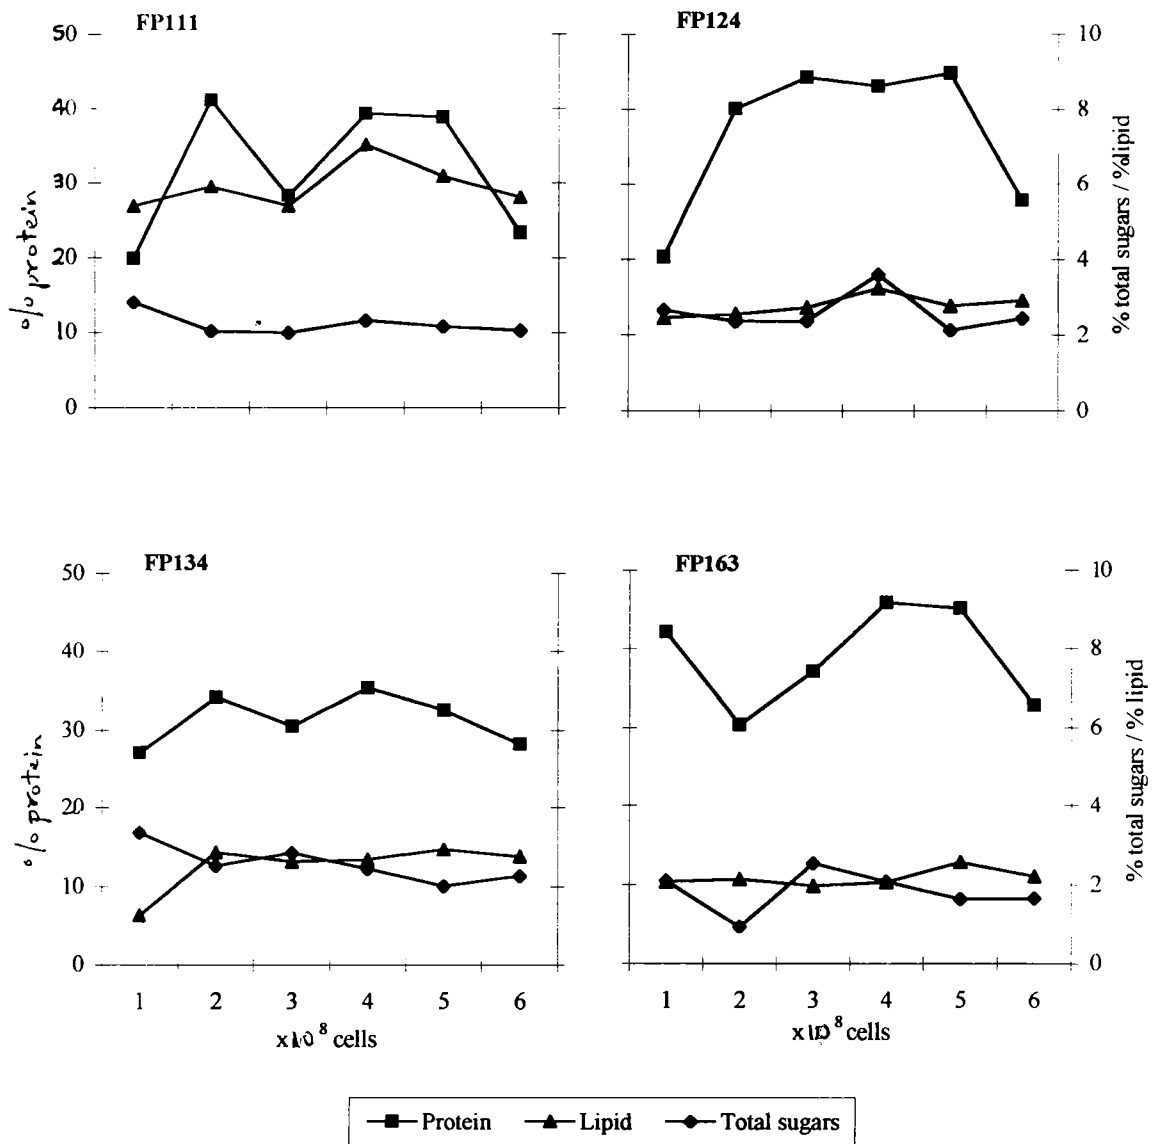 FP111
FP124
50
40
30
20
10
0
% protein
10
8
6
4
2
0
% total sugars / % lipid
FP134
FP163
50
40
30
20
10
0
% protein
10
8
6
4
2
0
% total sugars / % lipid
1 2 3 4 5 6
x10 8 cells
1 2 3 4 5 6
x10 8 cells
Protein Lipid Total sugars